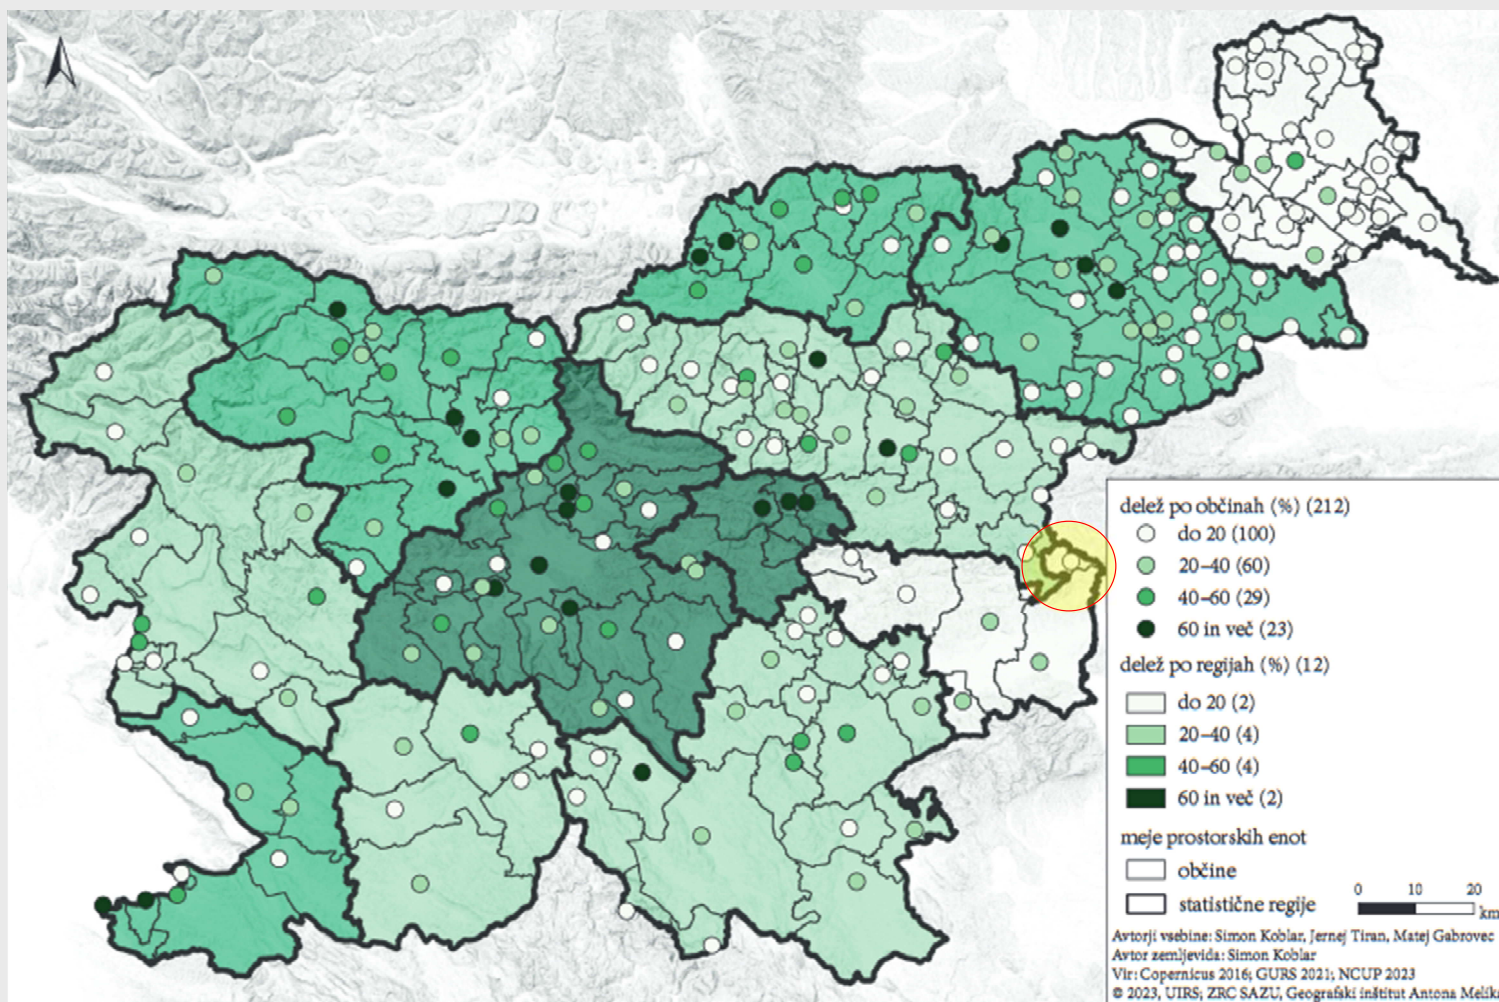 delež po občinah (%) (212)
do 20 (100)
20–40 (60)
40–60 (29)
60 in več (23)
delež po regijah (%) (12)
do 20 (2)
20–40 (4)
40–60 (4)
60 in več (2)
meje prostorskih enot
občine
statistične regije
0 10 20
km
Avtorji vsebine: Simon Koblar, Jernej Tiran, Matej Gabrovec
Avtor zemljevida: Simon Koblar
Vir: Copernicus 2016; GURS 2021; NCUP 2023
© 2023, UIRS; ZRC SAZU, Geografski inštitut Antona Melika